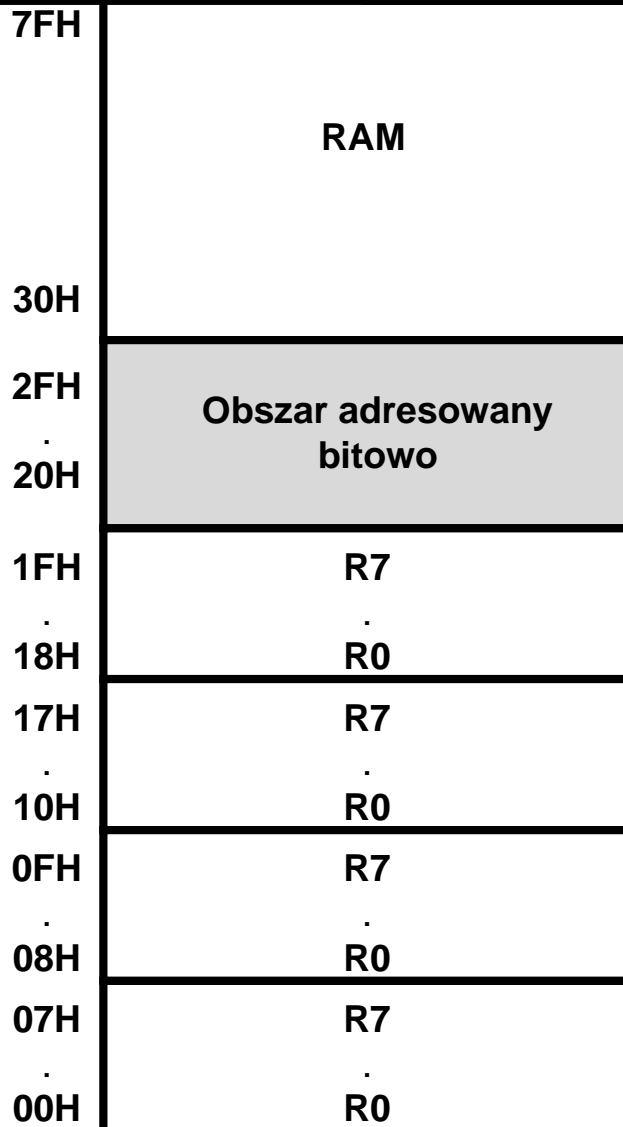 7FH
RAM
30H
2FH
Obszar adresowany
bitowo
.
20H
1FH R7
. .
18H R0
17H R7
. .
10H R0
0FH R7
. .
08H R0
07H R7
. .
00H R0